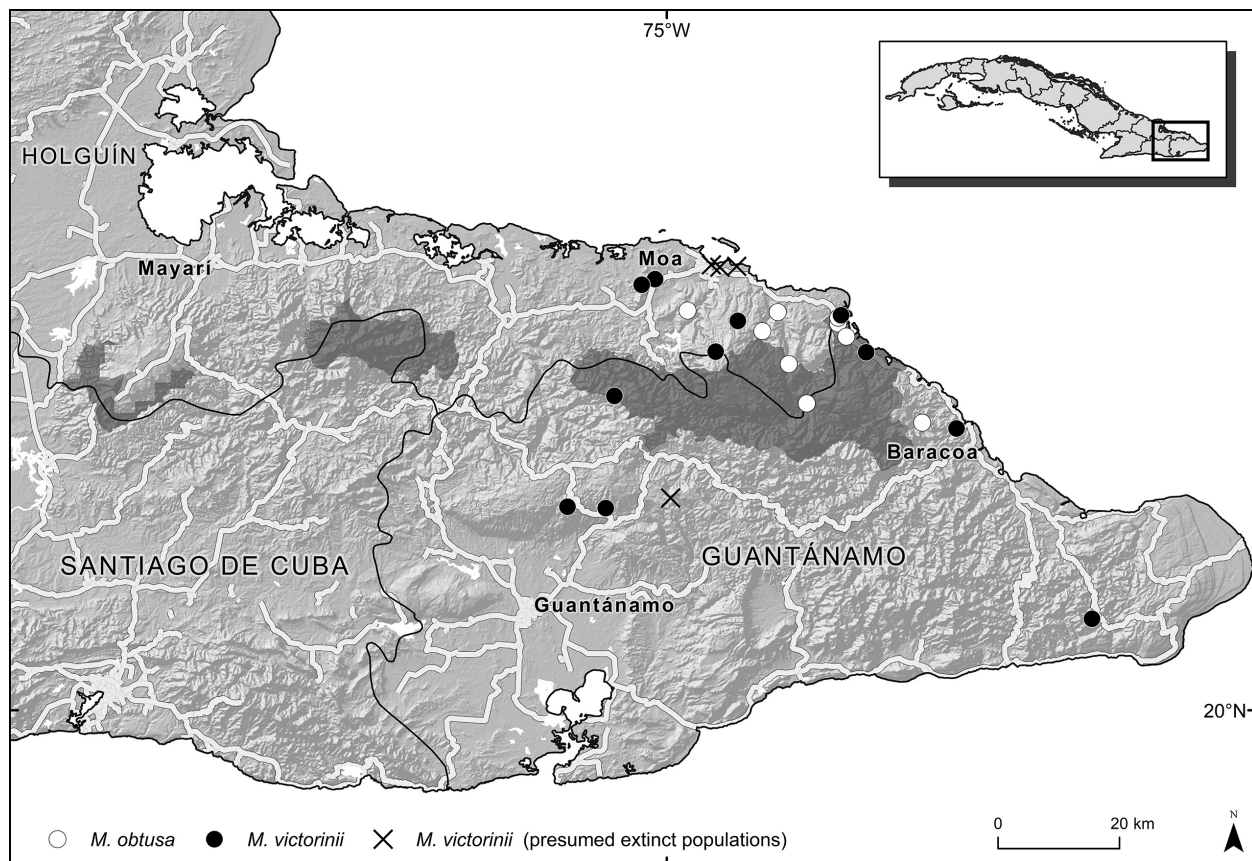 75°W
HOLGUÍN
Moa
Mayarí
Baracoa
SANTIAGO DE CUBA
GUANTÁNAMO
Guantánamo
20°N
M. obtusa M. victorinii M. victorinii (presumed extinct populations)
0 20 km
N